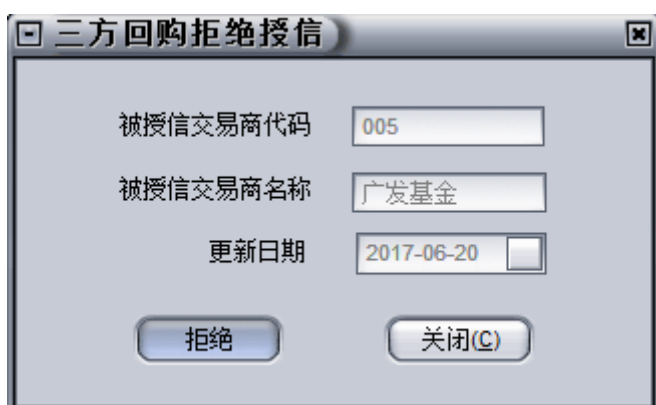 三方回购拒绝授信
被授信交易商代码 005
被授信交易商名称 广发基金
更新日期 2017-06-20
拒绝 关闭(C)